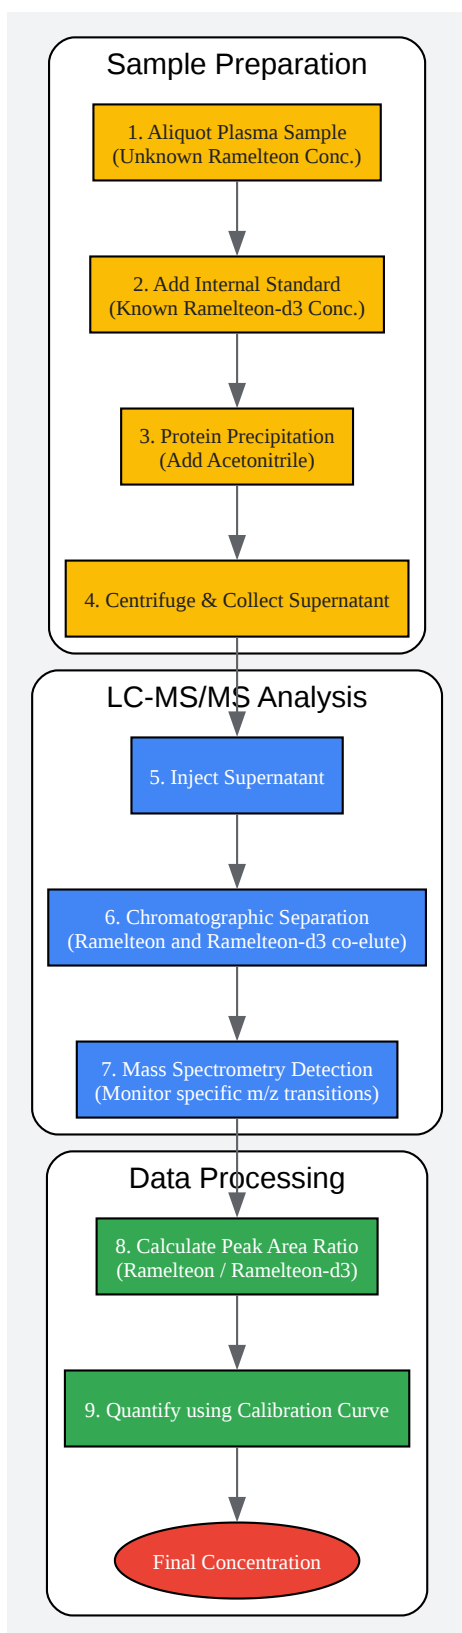 Sample Preparation
1. Aliquot Plasma Sample
(Unknown Ramelteon Conc.)
2. Add Internal Standard
(Known Ramelteon-d3 Conc.)
3. Protein Precipitation
(Add Acetonitrile)
4. Centrifuge & Collect Supernatant
LC-MS/MS Analysis
5. Inject Supernatant
6. Chromatographic Separation
(Ramelteon and Ramelteon-d3 co-elute)
7. Mass Spectrometry Detection
(Monitor specific m/z transitions)
Data Processing
8. Calculate Peak Area Ratio
(Ramelteon / Ramelteon-d3)
9. Quantify using Calibration Curve
Final Concentration